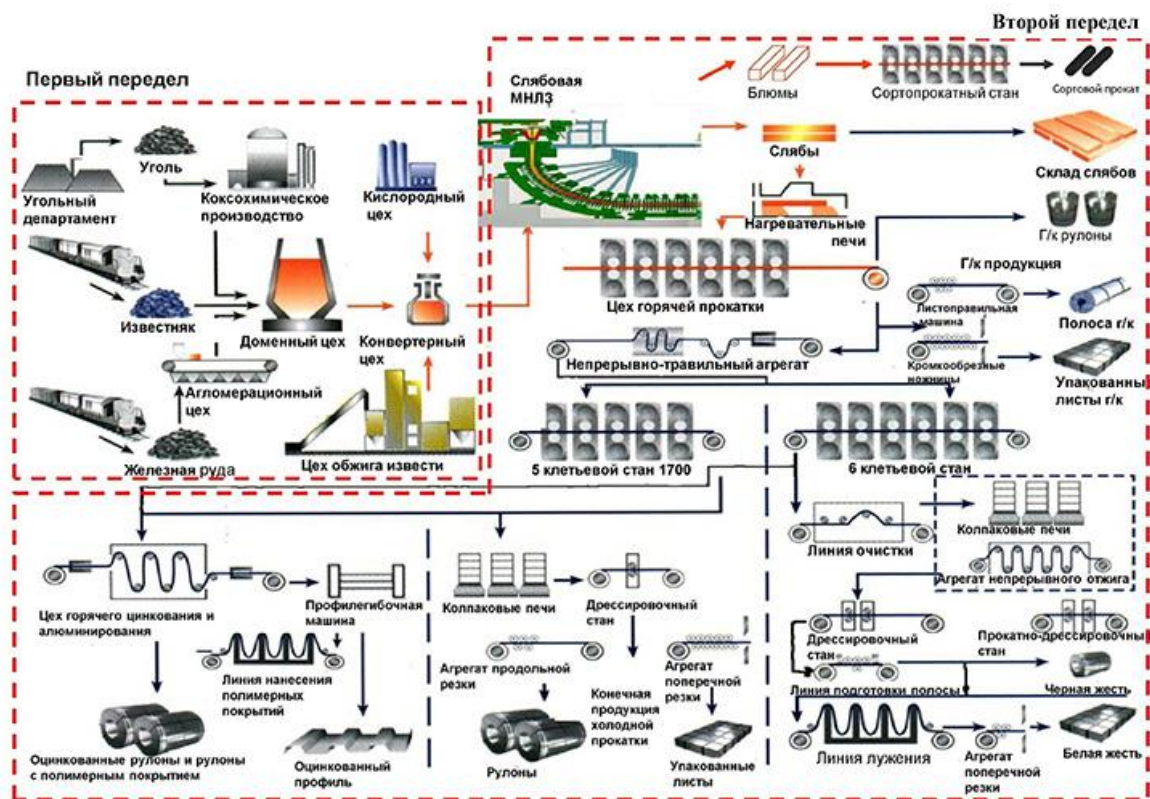 Второй передел
Первый передел
Уголь
Угольный
департамент
Коксохимическое
производство
Кислородный
цех
Известняк
Доменный цех
Конвертерный
цех
Агломерационный
цех
Железная руда
Цех обжига извести
Слябовая
МНЛЗ
Блюмы
Сортопрокатный стан
Сортовой прокат
Слябы
Склад слябов
Нагревательные
печи
Г/к рулоны
Цех горячей прокатки
Г/к продукция
Листоправильная
машина
Полоса г/к
Непрерывно-травильный агрегат
Кромкообрезные
ножницы
Упакованны
листы г/к
5 клетьевой стан 1700
6 клетьевой стан
Линия очистки
Колпаковые печи
Агрегат непрерывного отжига
Цех горячего цинкования и
алюминирования
Профилегибочная
машина
Колпаковые печи
Дрессировочный
стан
Дрессировочный
стан
Прокатно-дрессировочны
стан
Линия нанесения
полимерных
покрытий
Агрегат продольной
резки
Агрегат
поперечной
резки
Линия подготовки полосы
Черная жесть
Конечная
продукция
холодной
прокатки
Оцинкованные рулоны и рулоны
с полимерным покрытием
Оцинкованный
профиль
Рулоны
Упакованные
листы
Линия лужения
Агрегат
поперечной
резки
Белая жесть